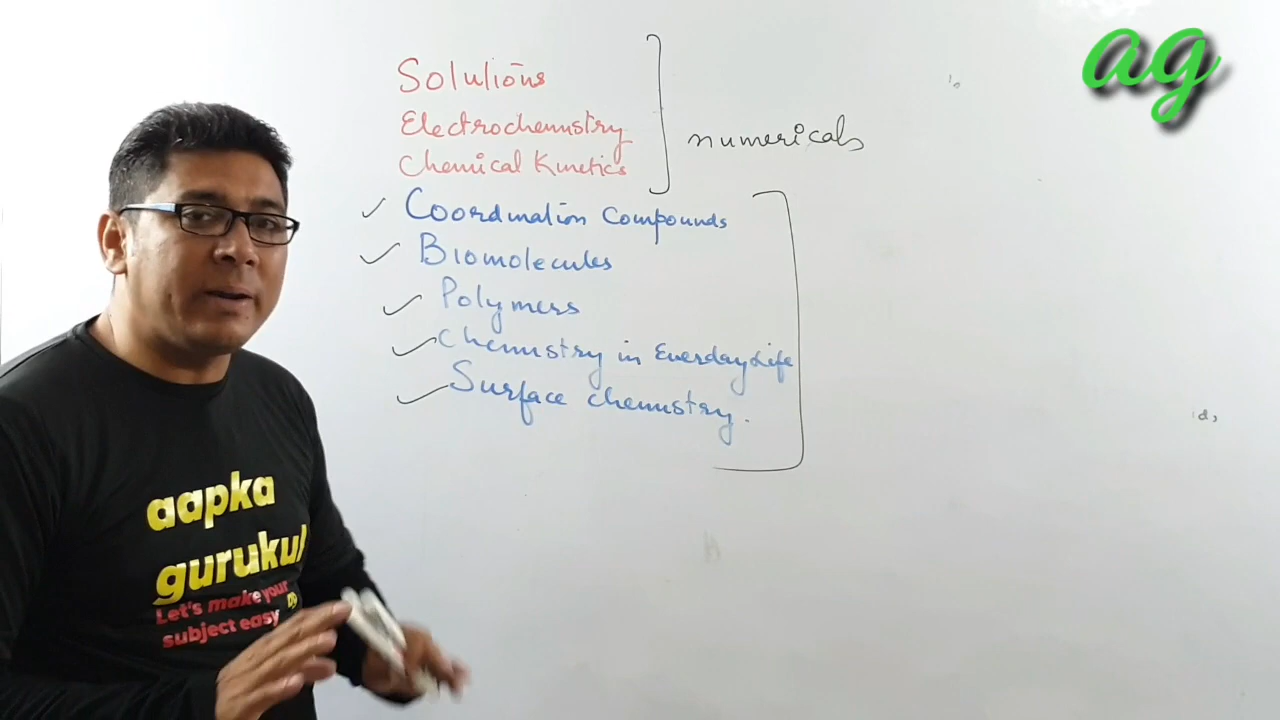 ag
Solutions
Electrochemstry
Chemical Kinetics
numericals
Coordination Compounds
Biomolecules
Polymers
Chemistry in Everday Life
Surface chemistry.
aapka
gurukul
Let's make your
subject easy